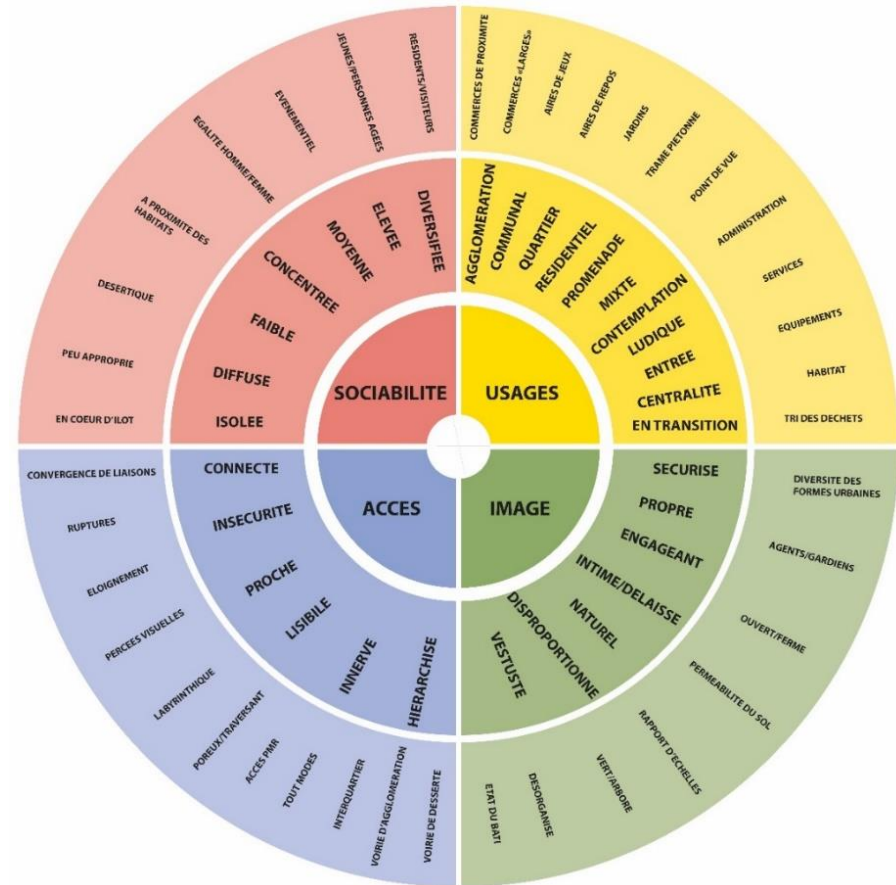 SOCIABILITE
DIVERSIFIEE
ELEVEE
MOYENNE
CONCENTREE
FAIBLE
DIFFUSE
ISOLEE
RÉSIDENTS/VISITEURS
JEUNES/PERSONNES AGEES
EVENEMENTIEL
EGALITE HOMME/FEMME
A PROXIMITE DES
HABITATS
DESERTIQUE
PEU APPROPRIE
EN COEUR D'ILOT
USAGES
AGGLOMERATION
COMMUNAL
QUARTIER
RESIDENTIEL
PROMENADE
MIXTE
CONTEMPLATION
LUDIQUE
ENTREE
CENTRALITE
EN TRANSITION
COMMERCES DE PROXIMITE
COMMERCES «LARGES»
AIRES DE JEUX
AIRES DE REPOS
JARDINS
TRAME PIETONNE
POINT DE VUE
ADMINISTRATION
SERVICES
EQUIPEMENTS
HABITAT
TRI DES DECHETS
ACCES
CONNECTE
INSECURITE
PROCHE
LISIBILE
INNERVE
HIERARCHISE
CONVERGENCE DE LIAISONS
RUPTURES
ELOIGNEMENT
PERCEES VISUELLES
LABYRINTHIQUE
POREUX/TRAVERSANT
ACCES PMR
TOUT MODES
INTERQUARTIER
VOIRIE D'AGGLOMERATION
VOIRIE DE DESSERTE
IMAGE
SECURISE
PROPRE
ENGAGEANT
INTIME/DELAISSE
NATUREL
DISPROPORTIONNE
VESTUSTE
DIVERSITE DES
FORMES URBAINES
AGENTS/GARDIENS
OUVERT/FERME
PERMEABILITE DU SOL
RAPPORT D'ECHELLES
VERT/ARBORE
DESORGANISE
ETAT DU BATI